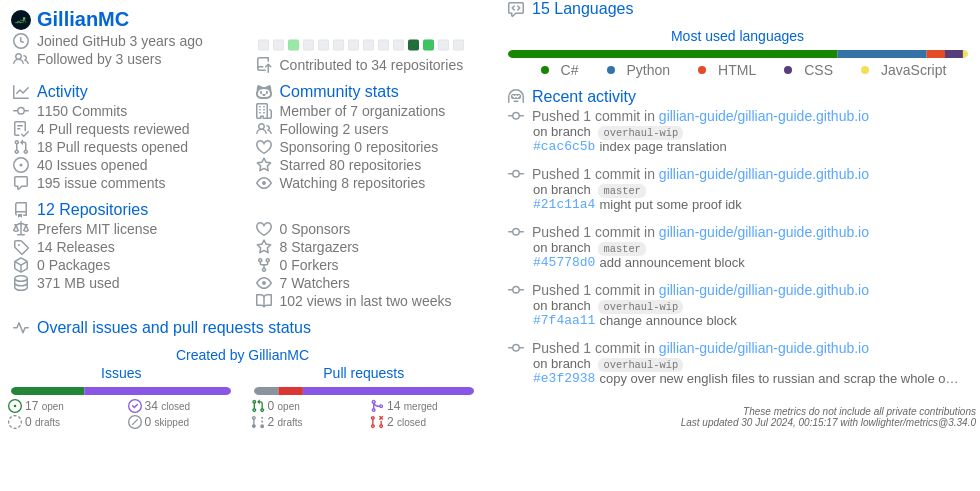 GillianMC
Joined GitHub 3 years ago
Followed by 3 users
Contributed to 34 repositories
Activity
1150 Commits
4 Pull requests reviewed
18 Pull requests opened
40 Issues opened
195 issue comments
Community stats
Member of 7 organizations
Following 2 users
Sponsoring 0 repositories
Starred 80 repositories
Watching 8 repositories
12 Repositories
Prefers MIT license
14 Releases
0 Packages
371 MB used
0 Sponsors
8 Stargazers
0 Forkers
7 Watchers
102 views in last two weeks
Overall issues and pull requests status
Created by GillianMC
Issues
17 open
34 closed
0 drafts
0 skipped
Pull requests
0 open
14 merged
2 drafts
2 closed
15 Languages
Most used languages
C# Python HTML CSS JavaScript
Recent activity
Pushed 1 commit in gillian-guide/gillian-guide.github.io
on branch overhaul-wip
#cac6c5b index page translation
Pushed 1 commit in gillian-guide/gillian-guide.github.io
on branch master
#21c11a4 might put some proof idk
Pushed 1 commit in gillian-guide/gillian-guide.github.io
on branch master
#45778d0 add announcement block
Pushed 1 commit in gillian-guide/gillian-guide.github.io
on branch overhaul-wip
#7f4aa11 change announce block
Pushed 1 commit in gillian-guide/gillian-guide.github.io
on branch overhaul-wip
#e3f2938 copy over new english files to russian and scrape the whole o…
These metrics do not include all private contributions
Last updated 30 Jul 2024, 00:15:17 with lowlighter/metrics@3.34.0